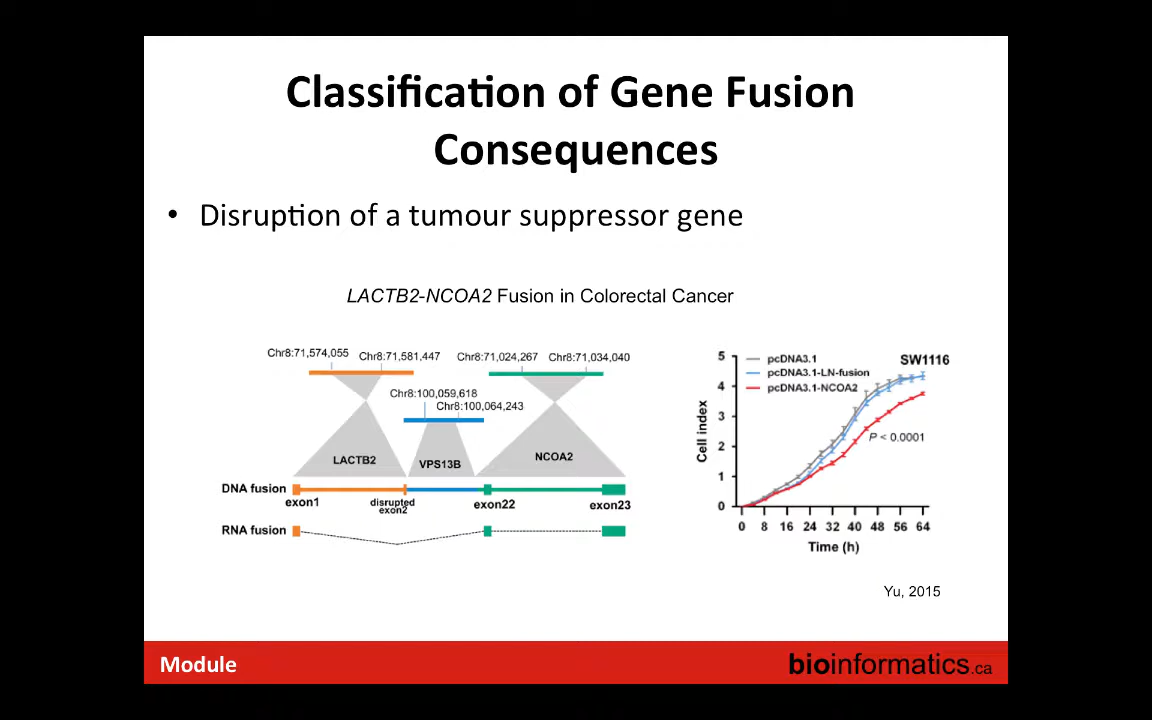 Classification of Gene Fusion
Consequences
• Disruption of a tumour suppressor gene
LACTB2-NCOA2 Fusion in Colorectal Cancer
Chr8:71,574,055
Chr8:71,581,447
Chr8:71,024,267
Chr8:71,034,040
Chr8:100,059,618
Chr8:100,064,243
LACTB2
VPS13B
NCOA2
DNA fusion
exon1
disrupted
exon2
exon22
exon23
RNA fusion
5
4
3
2
1
0
Cell index
pcDNA3.1
pcDNA3.1-LN-fusion
pcDNA3.1-NCOA2
SW1116
P < 0.0001
0 8 16 24 32 40 48 56 64
Time (h)
Yu, 2015
Module
bioinformatics.ca